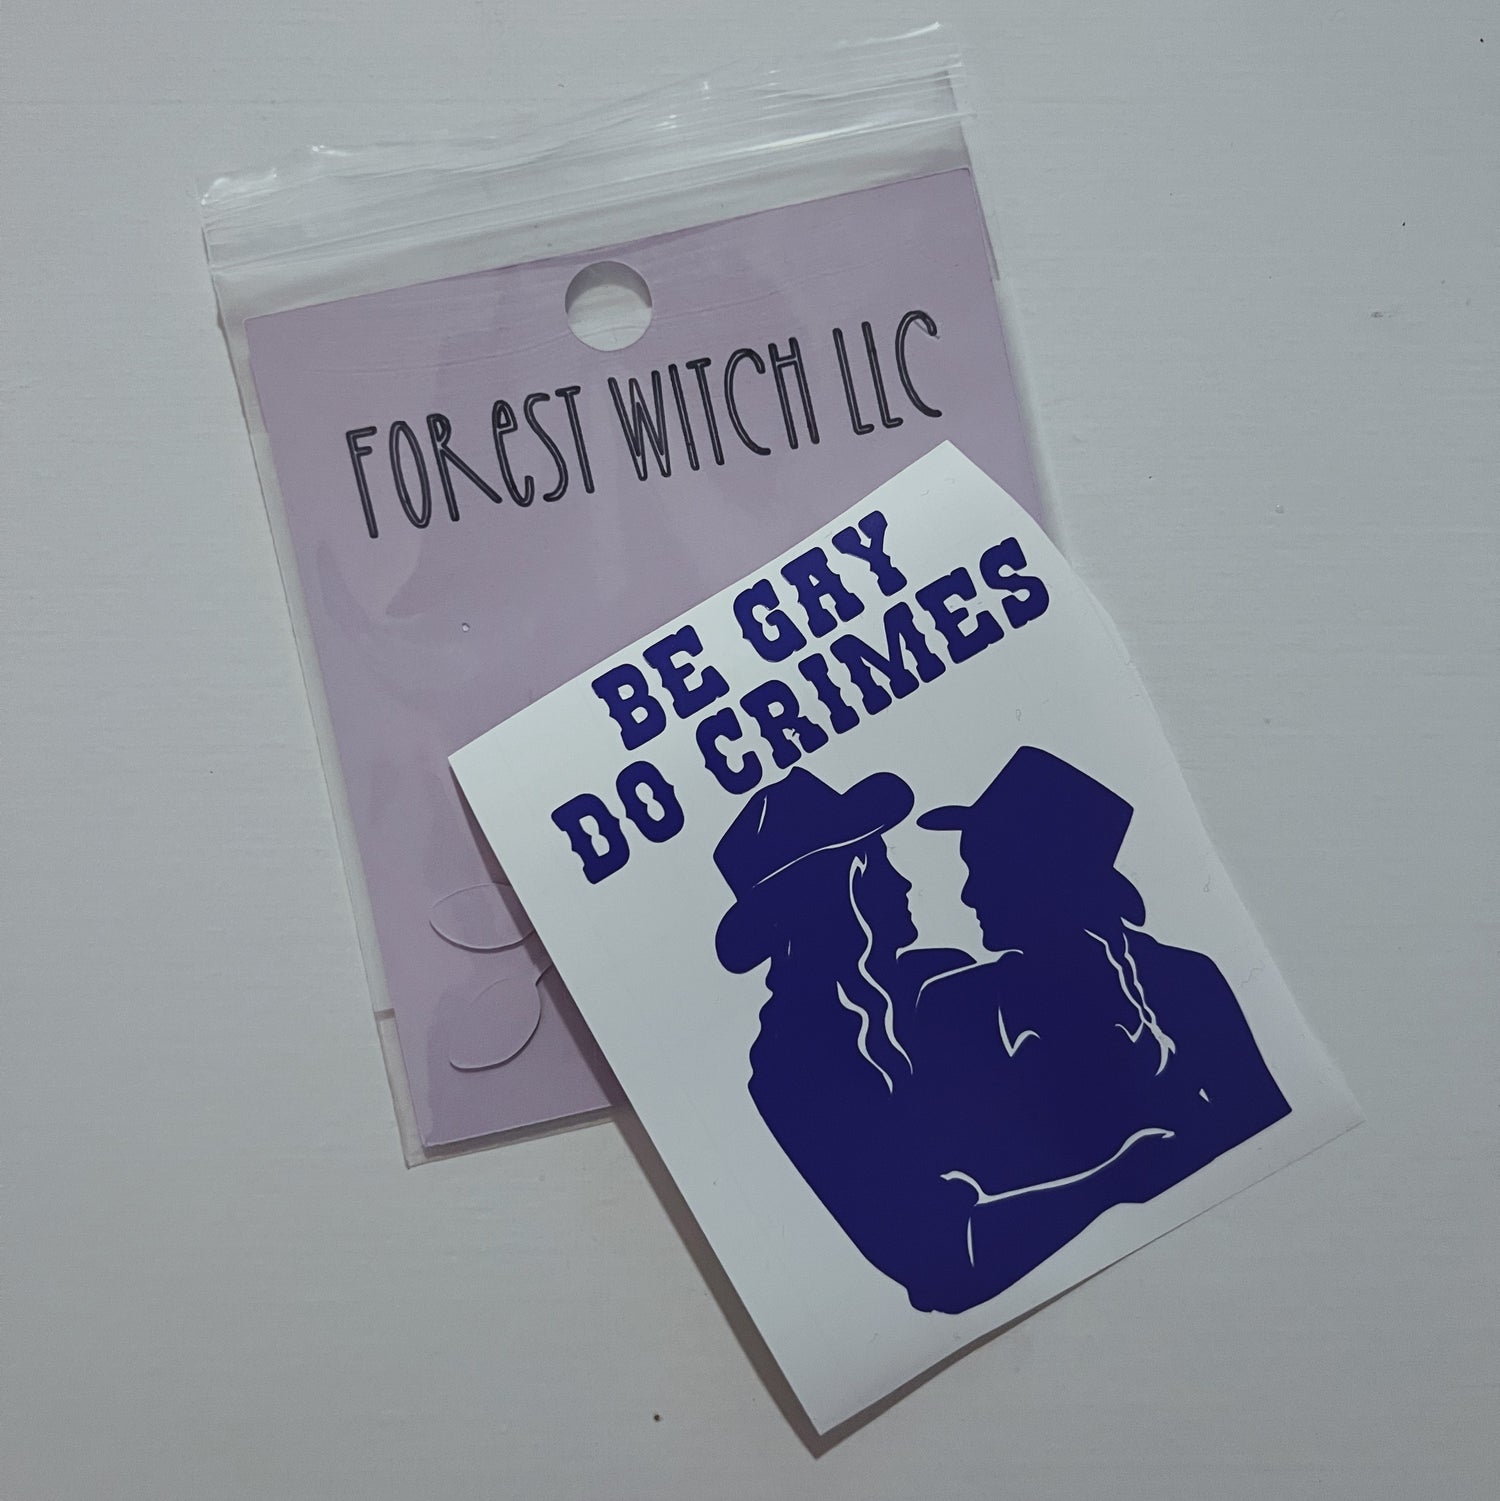 FOREST WITCH LLC
BE GAY
DO CRIMES